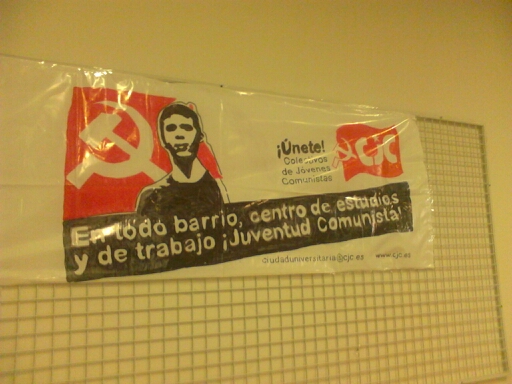 ¡Únete!
Colectivos
de Jóvenes
Comunistas
CJC
En todo barrio, centro de estudios
y de trabajo ¡Juventud Comunista!
ciudaduniversitaria@cjc.es www.cjc.es